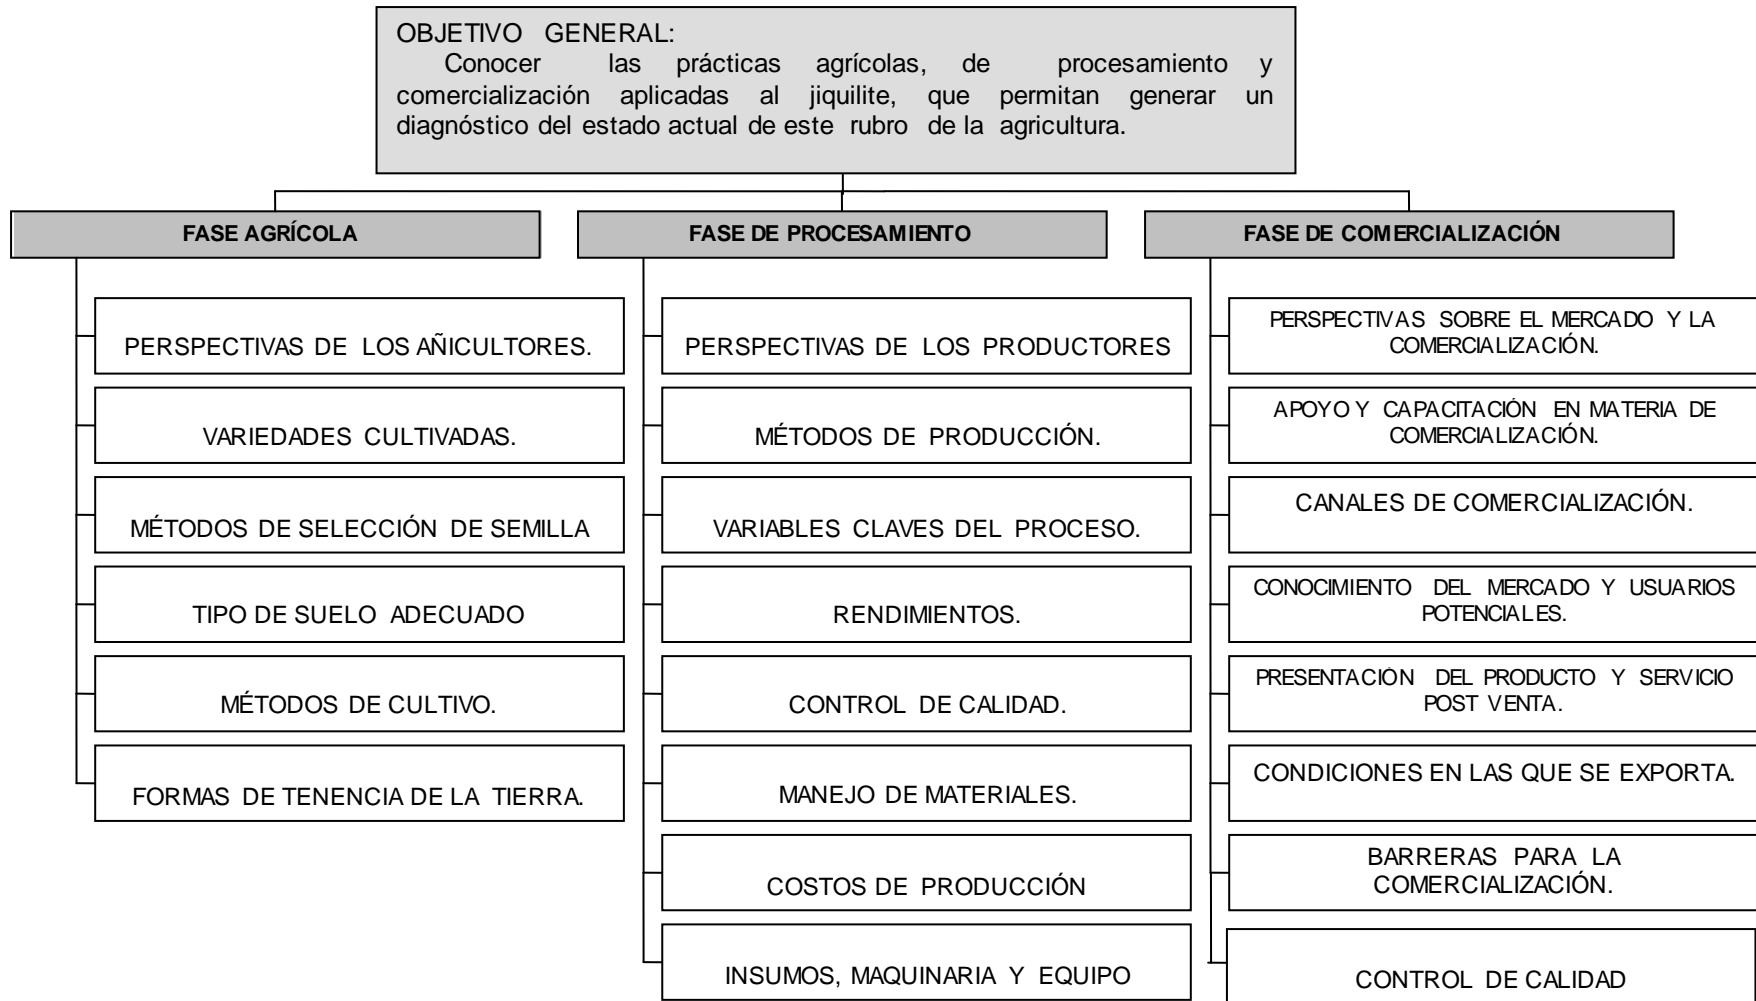 OBJETIVO GENERAL:
Conocer las prácticas agrícolas, de procesamiento y
comercialización aplicadas al jiquilite, que permitan generar un
diagnóstico del estado actual de este rubro de la agricultura.
FASE AGRÍCOLA
PERSPECTIVAS DE LOS AÑICULTORES.
VARIEDADES CULTIVADAS.
MÉTODOS DE SELECCIÓN DE SEMILLA
TIPO DE SUELO ADECUADO
MÉTODOS DE CULTIVO.
FORMAS DE TENENCIA DE LA TIERRA.
FASE DE PROCESAMIENTO
PERSPECTIVAS DE LOS PRODUCTORES
MÉTODOS DE PRODUCCIÓN.
VARIABLES CLAVES DEL PROCESO.
RENDIMIENTOS.
CONTROL DE CALIDAD.
MANEJO DE MATERIALES.
COSTOS DE PRODUCCIÓN
INSUMOS, MAQUINARIA Y EQUIPO
FASE DE COMERCIALIZACIÓN
PERSPECTIVAS SOBRE EL MERCADO Y LA
COMERCIALIZACIÓN.
APOYO Y CAPACITACIÓN EN MATERIA DE
COMERCIALIZACIÓN.
CANALES DE COMERCIALIZACIÓN.
CONOCIMIENTO DEL MERCADO Y USUARIOS
POTENCIALES.
PRESENTACIÓN DEL PRODUCTO Y SERVICIO
POST VENTA.
CONDICIONES EN LAS QUE SE EXPORTA.
BARRERAS PARA LA
COMERCIALIZACIÓN.
CONTROL DE CALIDAD